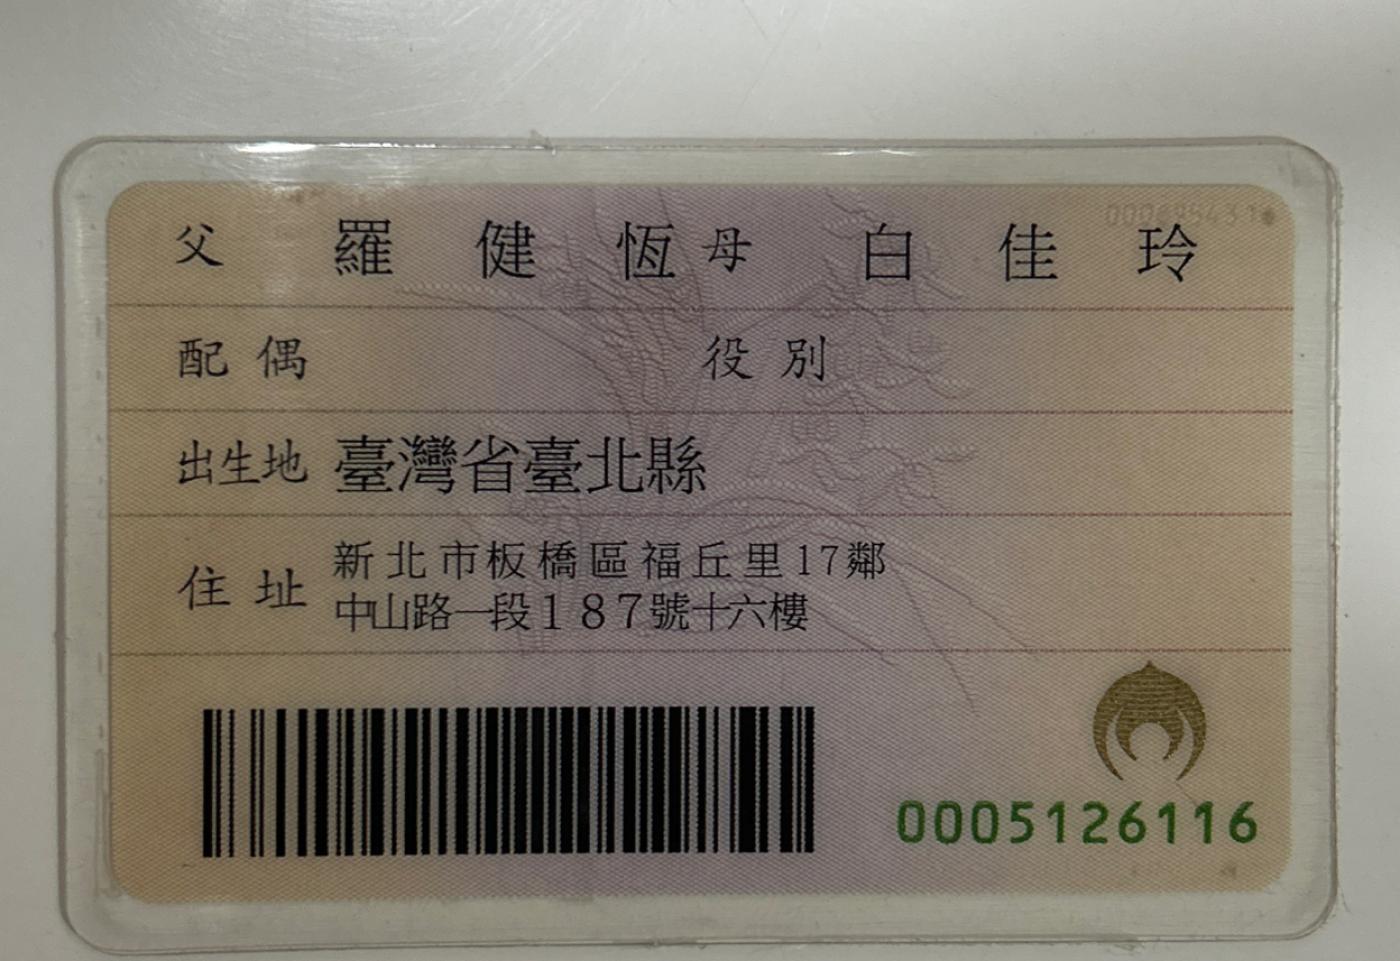 父 羅健恆 母 白佳玲
配偶 役別
出生地 臺灣省臺北縣
住址 新北市板橋區福丘里17鄰
中山路一段187號十六樓
0005126116